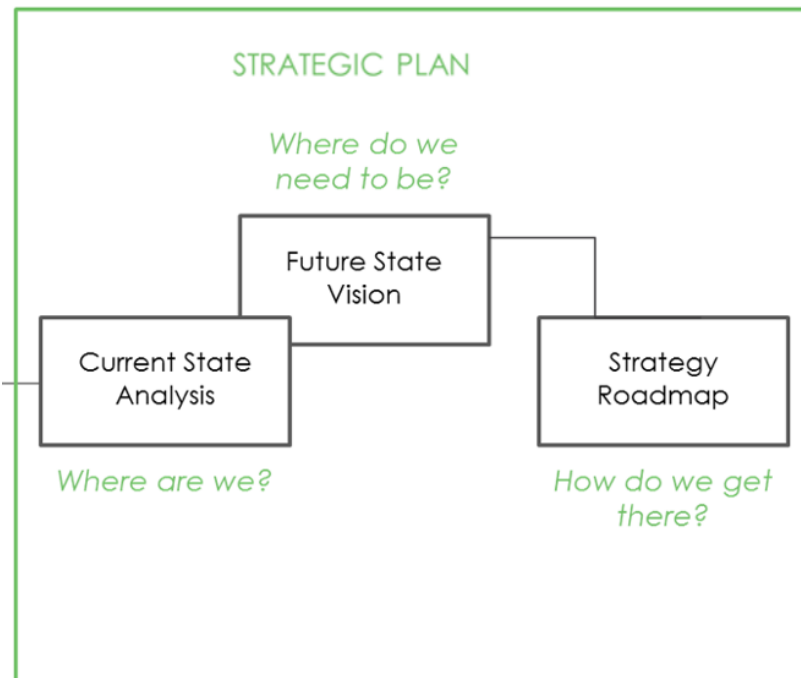 STRATEGIC PLAN
Where do we
need to be?
Future State
Vision
Current State
Analysis
Where are we?
Strategy
Roadmap
How do we get
there?